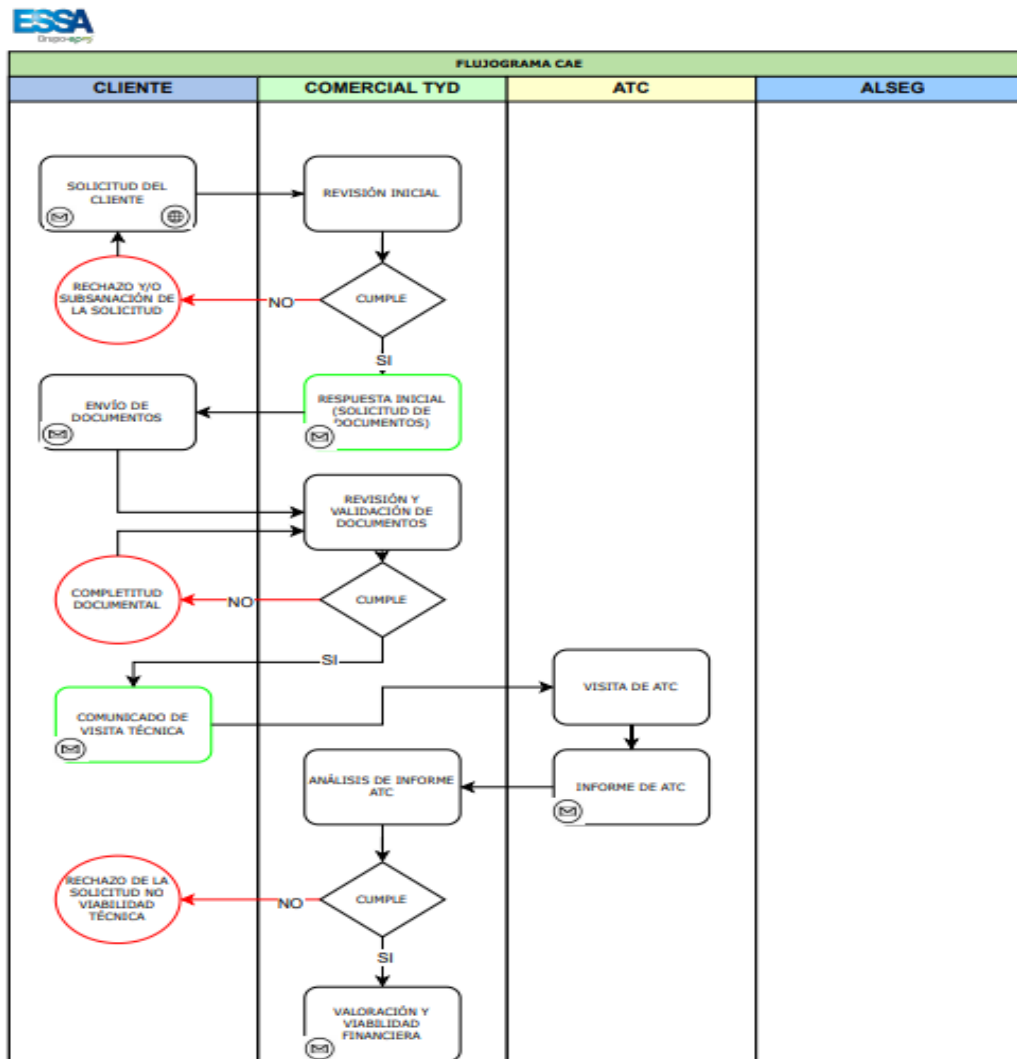 ESSA
Grupo·epm
FLUJOGRAMA CAE
CLIENTE
COMERCIAL TYD
ATC
ALSEG
SOLICITUD DEL
CLIENTE
REVISIÓN INICIAL
RECHAZO Y/O
SUBSANACIÓN DE
LA SOLICITUD
NO
CUMPLE
SI
ENVÍO DE
DOCUMENTOS
RESPUESTA INICIAL
(SOLICITUD DE
DOCUMENTOS)
REVISIÓN Y
VALIDACIÓN DE
DOCUMENTOS
COMPLETITUD
DOCUMENTAL
NO
CUMPLE
SI
VISITA DE ATC
COMUNICADO DE
VISITA TÉCNICA
ANÁLISIS DE INFORME
ATC
INFORME DE ATC
RECHAZO DE LA
SOLICITUD NO
VIABILIDAD
TÉCNICA
NO
CUMPLE
SI
VALORACIÓN Y
VIABILIDAD
FINANCIERA